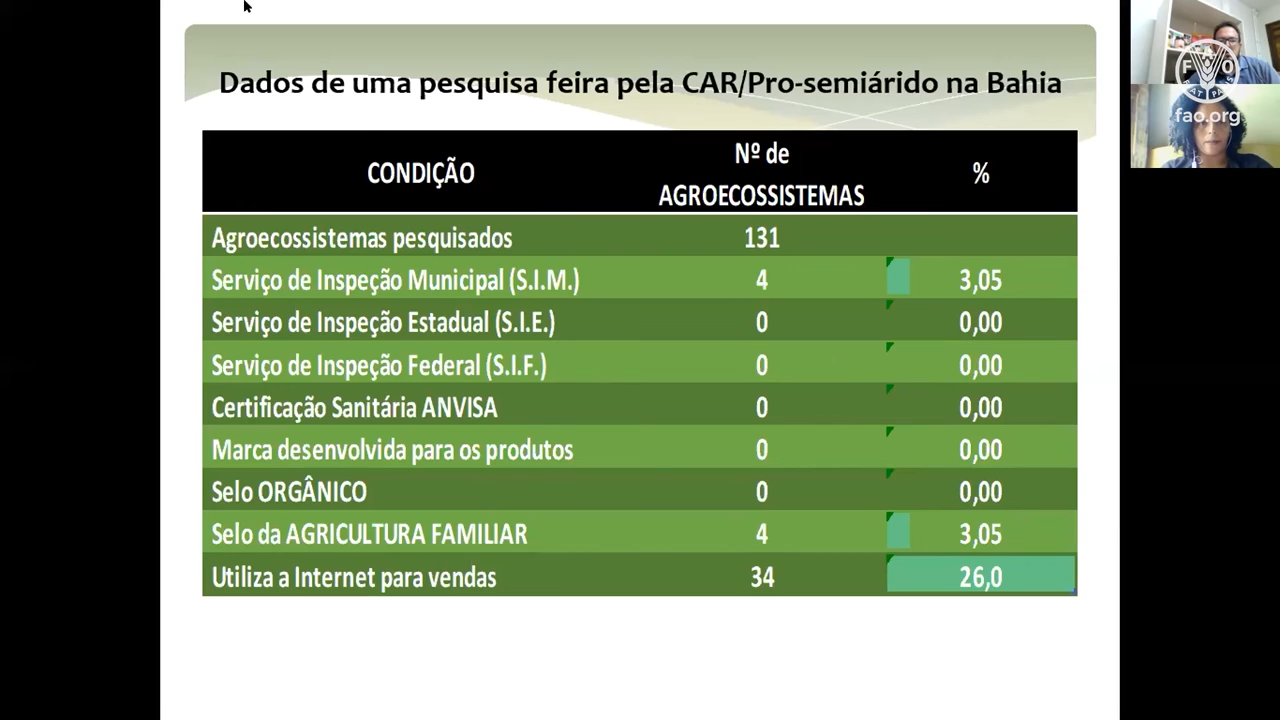 Dados de uma pesquisa feira pela CAR/Pro-semiárido na Bahia
CONDIÇÃO Nº de AGROECOSSISTEMAS %
Agroecossistemas pesquisados 131
Serviço de Inspeção Municipal (S.I.M.) 4 3,05
Serviço de Inspeção Estadual (S.I.E.) 0 0,00
Serviço de Inspeção Federal (S.I.F.) 0 0,00
Certificação Sanitária ANVISA 0 0,00
Marca desenvolvida para os produtos 0 0,00
Selo ORGÂNICO 0 0,00
Selo da AGRICULTURA FAMILIAR 4 3,05
Utiliza a Internet para vendas 34 26,0
fao.org